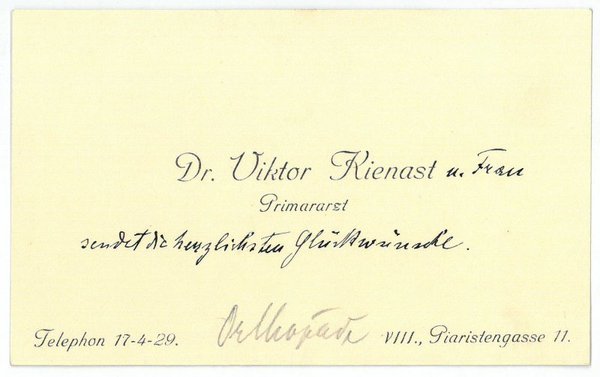 Dr. Viktor Kienast u. Frau
Primararzt
sendet die herzlichsten Glückwünsche.
Telephon 17-4-29. Orthopäde VIII., Piaristengasse 11.